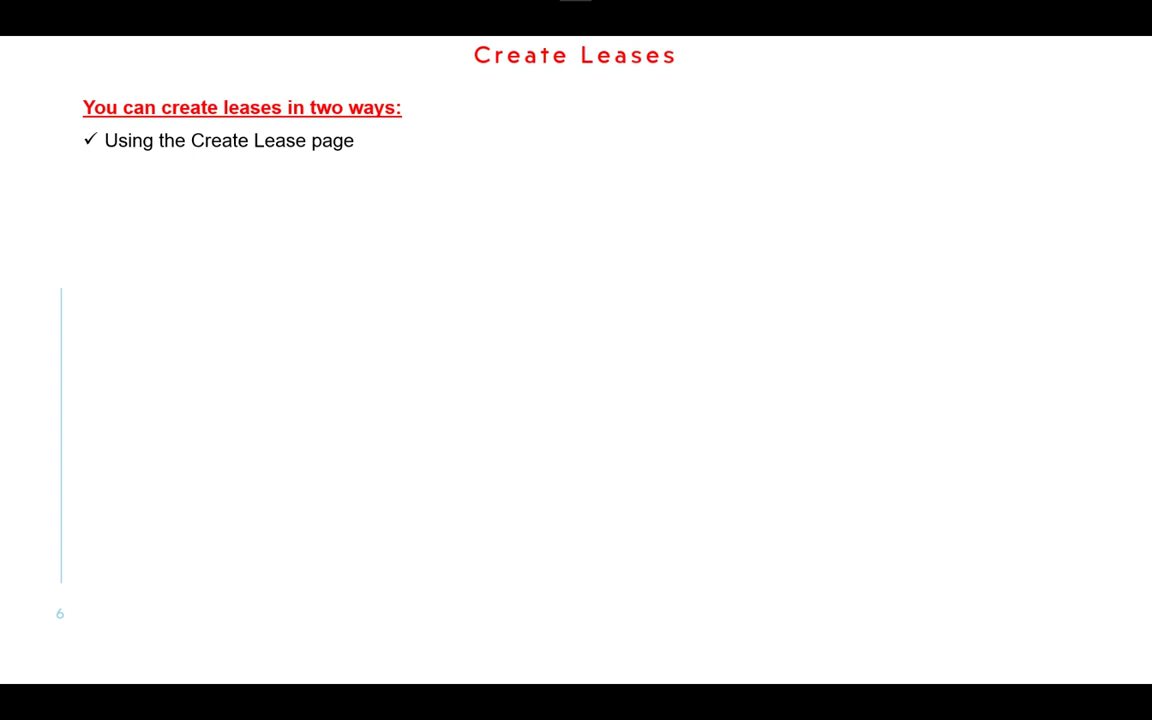 Create Leases
You can create leases in two ways:
✓ Using the Create Lease page
6